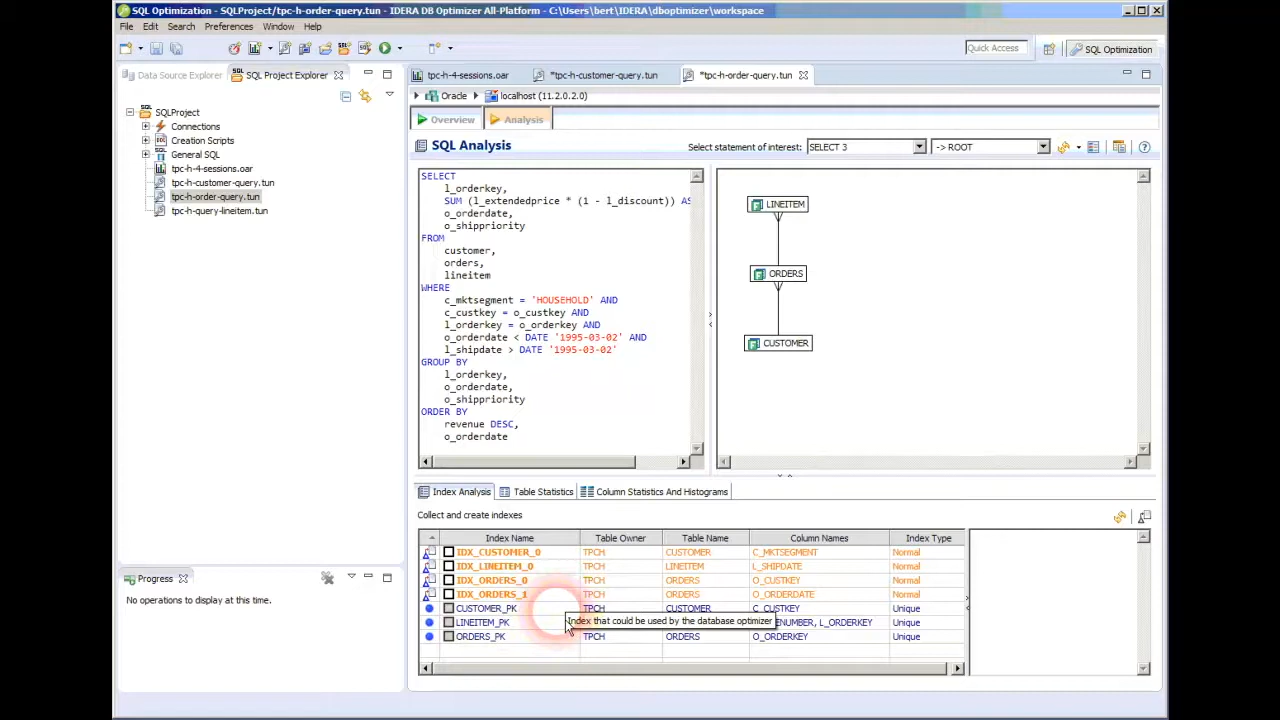 SQL Optimization - SQLProject/tpc-h-order-query.tun - IDERA DB Optimizer All-Platform - C:\Users\bert\IDERA\dboptimizer\workspace
File Edit Search Preferences Window Help
Quick Access SQL Optimization
Data Source Explorer SQL Project Explorer
tpc-h-4-sessions.oar *tpc-h-customer-query.tun *tpc-h-order-query.tun
Oracle localhost (11.2.0.2.0)
Overview Analysis
SQL Analysis
Select statement of interest: SELECT 3 -> ROOT
SQLProject
Connections
Creation Scripts
General SQL
tpc-h-4-sessions.oar
tpc-h-customer-query.tun
tpc-h-order-query.tun
tpc-h-query-lineitem.tun
SELECT
l_orderkey,
SUM (l_extendedprice * (1 - l_discount)) AS
o_orderdate,
o_shippriority
FROM
customer,
orders,
lineitem
WHERE
c_mktsegment = 'HOUSEHOLD' AND
c_custkey = o_custkey AND
l_orderkey = o_orderkey AND
o_orderdate < DATE '1995-03-02' AND
l_shipdate > DATE '1995-03-02'
GROUP BY
l_orderkey,
o_orderdate,
o_shippriority
ORDER BY
revenue DESC,
o_orderdate
LINEITEM
ORDERS
CUSTOMER
Index Analysis Table Statistics Column Statistics And Histograms
Collect and create indexes
Index Name Table Owner Table Name Column Names Index Type
IDX_CUSTOMER_0 TPCH CUSTOMER C_MKTSEGMENT Normal
IDX_LINEITEM_0 TPCH LINEITEM L_SHIPDATE Normal
IDX_ORDERS_0 TPCH ORDERS O_CUSTKEY Normal
IDX_ORDERS_1 TPCH ORDERS O_ORDERDATE Normal
CUSTOMER_PK TPCH CUSTOMER C_CUSTKEY Unique
LINEITEM_PK ENUMBER, L_ORDERKEY Unique
Index that could be used by the database optimizer
ORDERS_PK TPCH ORDERS O_ORDERKEY Unique
Progress
No operations to display at this time.